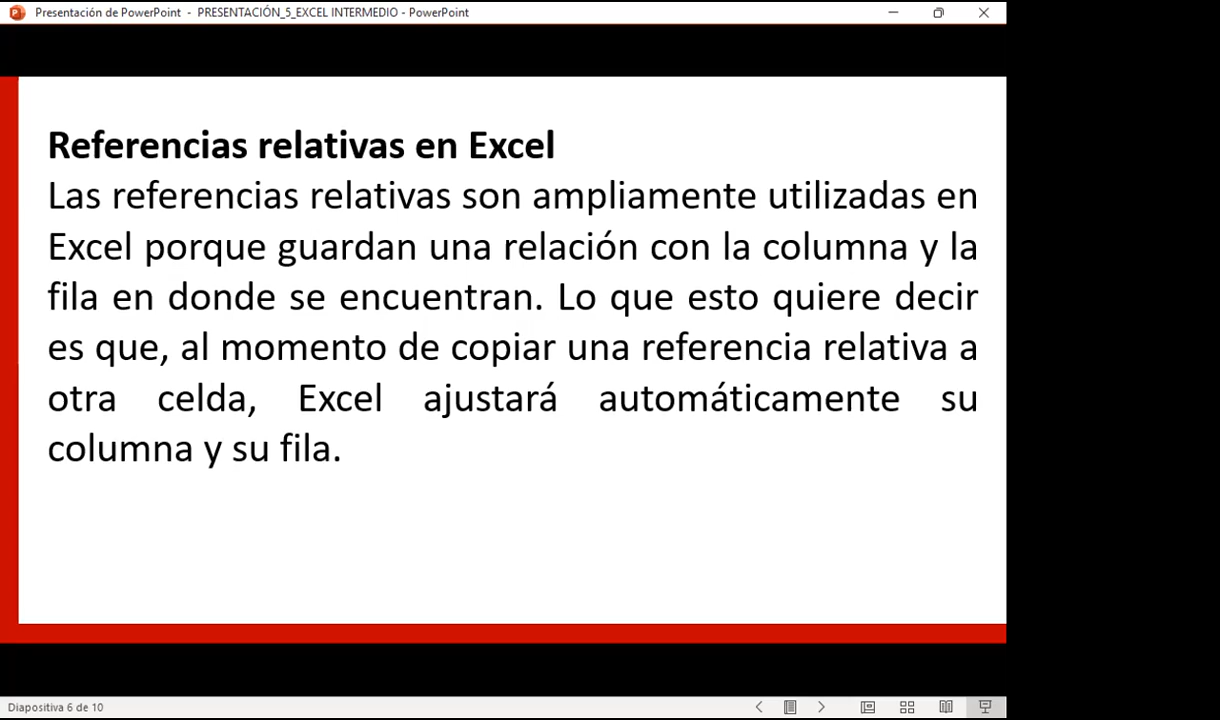 Presentación de PowerPoint - PRESENTACIÓN_5_EXCEL INTERMEDIO - PowerPoint
Referencias relativas en Excel
Las referencias relativas son ampliamente utilizadas en
Excel porque guardan una relación con la columna y la
fila en donde se encuentran. Lo que esto quiere decir
es que, al momento de copiar una referencia relativa a
otra celda, Excel ajustará automáticamente su
columna y su fila.
Diapositiva 6 de 10